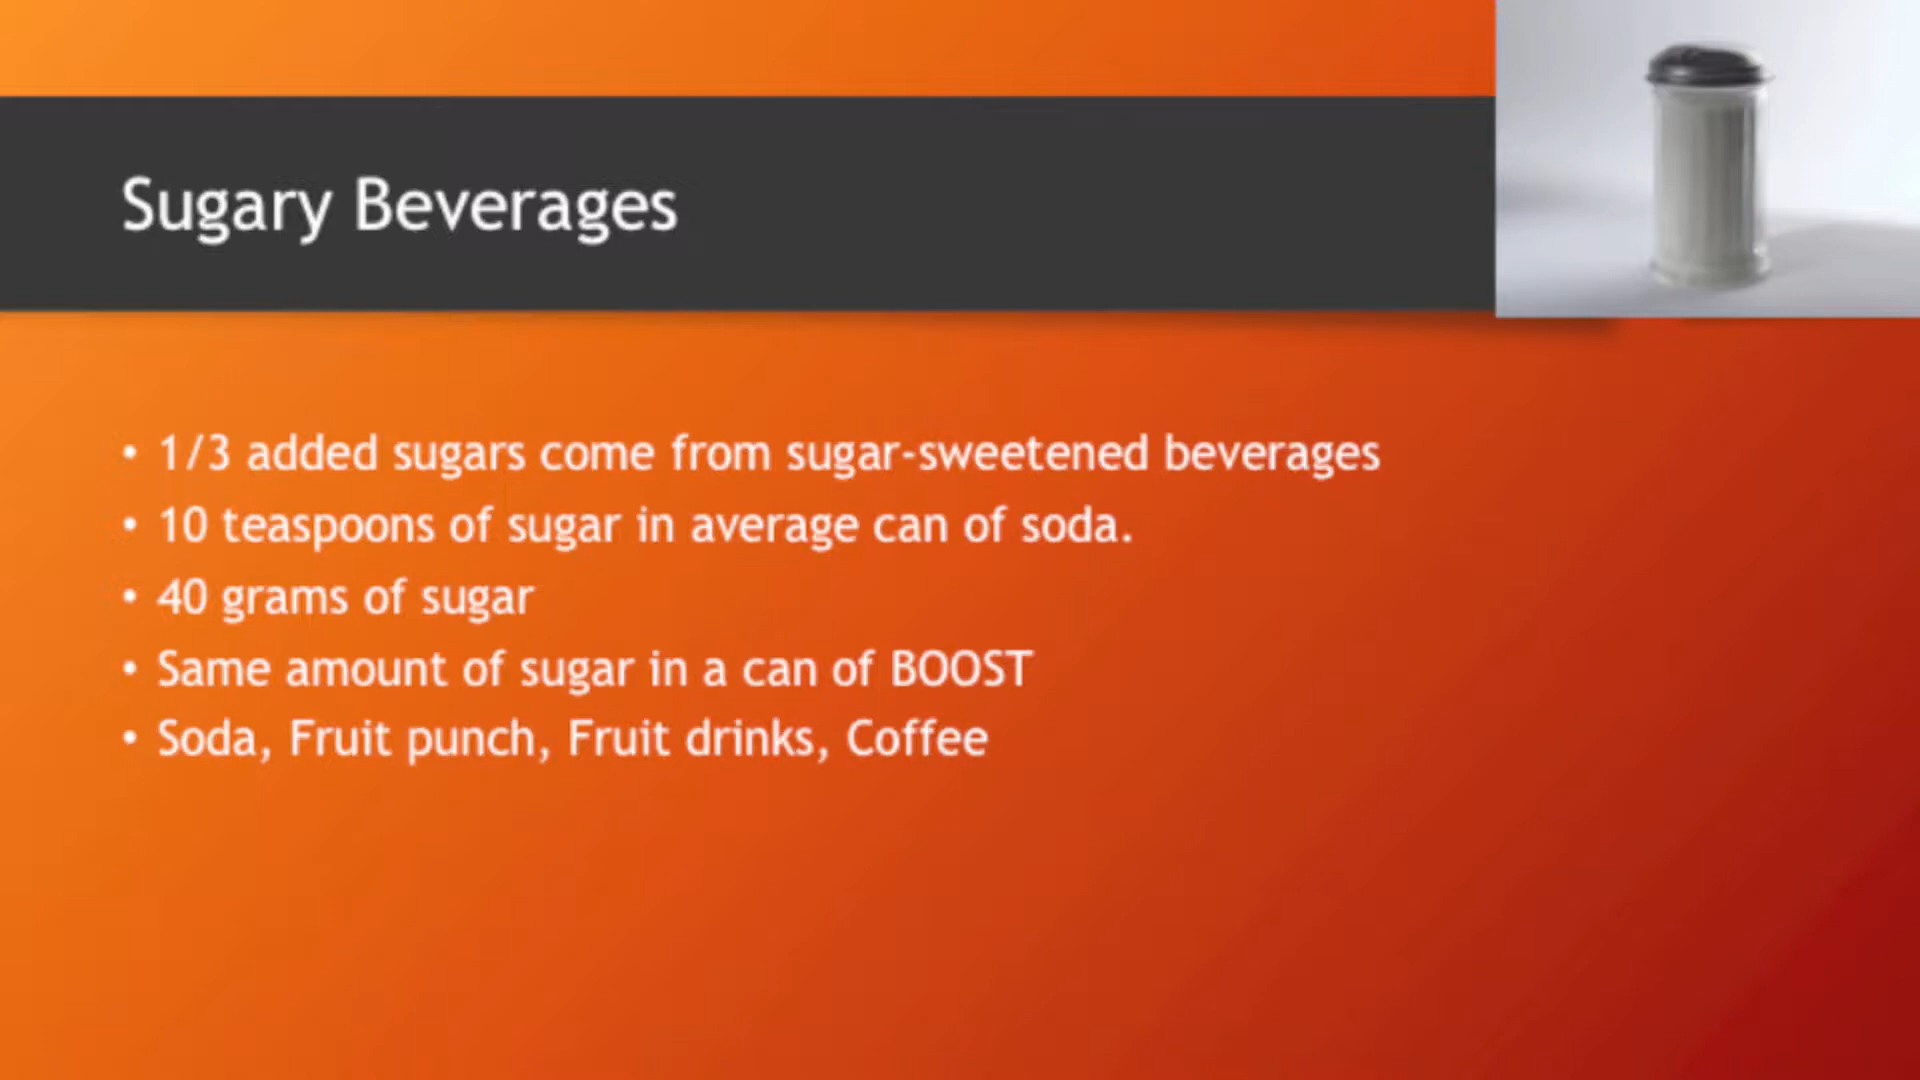 Sugary Beverages
• 1/3 added sugars come from sugar-sweetened beverages
• 10 teaspoons of sugar in average can of soda.
• 40 grams of sugar
• Same amount of sugar in a can of BOOST
• Soda, Fruit punch, Fruit drinks, Coffee